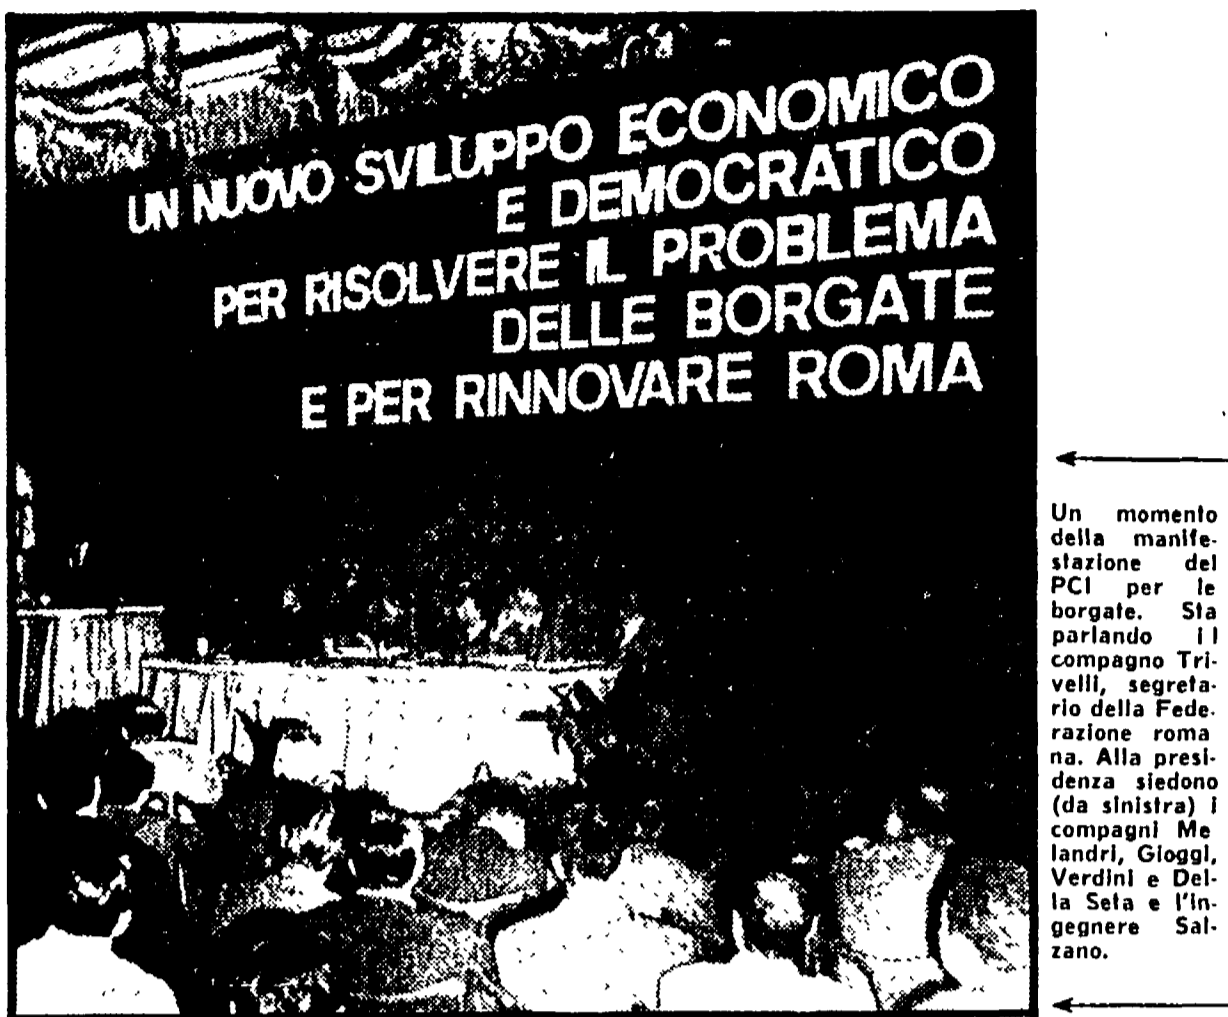 UN NUOVO SVILUPPO ECONOMICO
E DEMOCRATICO
PER RISOLVERE IL PROBLEMA
DELLE BORGATE
E PER RINNOVARE ROMA
Un momento
della manife-
stazione del
PCI per le
borgate. Sta
parlando il
compagno Tri-
velli, segreta-
rio della Fede-
razione roma
na. Alla presi-
denza siedono
(da sinistra) i
compagni Me
landri, Gioggi,
Verdini e Del-
la Seta e l'in-
gegnere Sal-
zano.